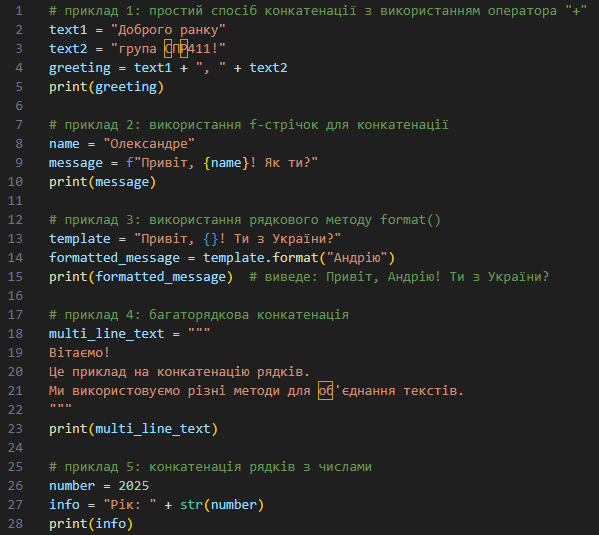 1 # приклад 1: простий спосіб конкатенації з використанням оператора "+"
2 text1 = "Доброго ранку"
3 text2 = "група СПР411!"
4 greeting = text1 + ", " + text2
5 print(greeting)
6
7 # приклад 2: використання f-стрічок для конкатенації
8 name = "Олександре"
9 message = f"Привіт, {name}! Як ти?"
10 print(message)
11
12 # приклад 3: використання рядкового методу format()
13 template = "Привіт, {}! Ти з України?"
14 formatted_message = template.format("Андрію")
15 print(formatted_message)  # виведе: Привіт, Андрію! Ти з України?
16
17 # приклад 4: багаторядкова конкатенація
18 multi_line_text = """
19 Вітаємо!
20 Це приклад на конкатенацію рядків.
21 Ми використовуємо різні методи для об'єднання текстів.
22 """
23 print(multi_line_text)
24
25 # приклад 5: конкатенація рядків з числами
26 number = 2025
27 info = "Рік: " + str(number)
28 print(info)